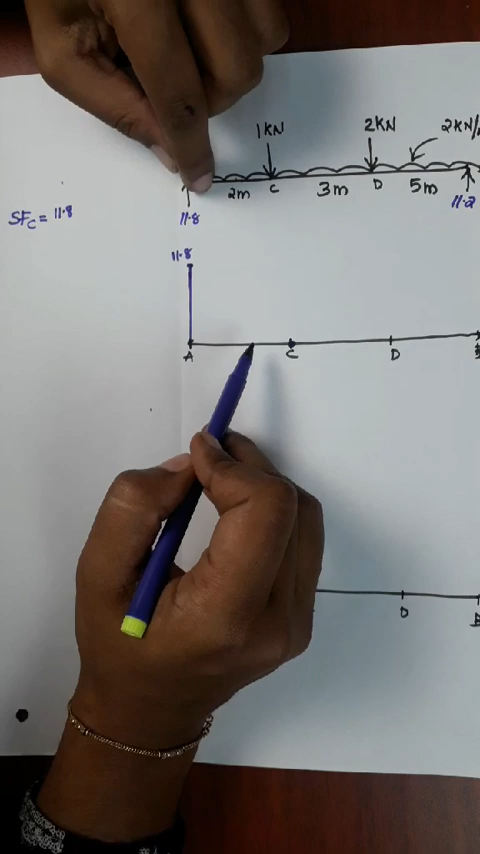 1KN 2KN 2KN/
2m C 3m D 5m
SFC = 11.8 11.8 11.2
11.8
A C D
D B